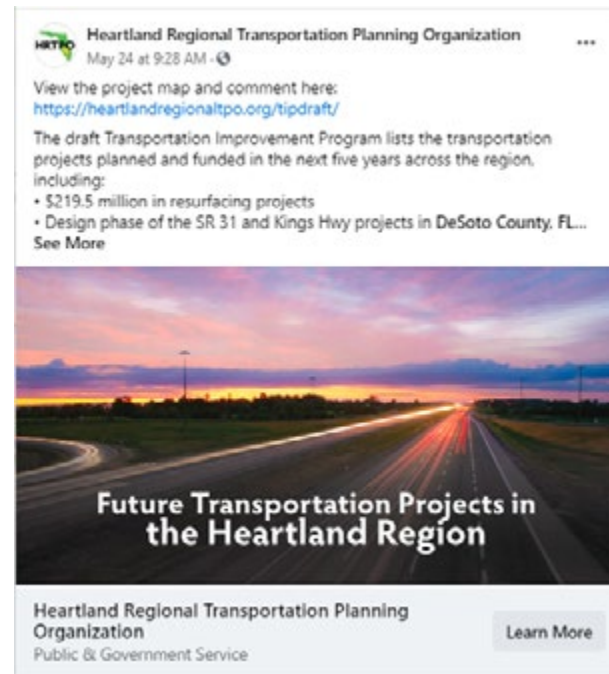 HRTPO
Heartland Regional Transportation Planning Organization
May 24 at 9:28 AM ·
...
View the project map and comment here:
https://heartlandregionaltpo.org/tipdraft/
The draft Transportation Improvement Program lists the transportation
projects planned and funded in the next five years across the region,
including:
• $219.5 million in resurfacing projects
• Design phase of the SR 31 and Kings Hwy projects in DeSoto County, FL...
See More
Future Transportation Projects in
the Heartland Region
Heartland Regional Transportation Planning
Organization
Learn More
Public & Government Service